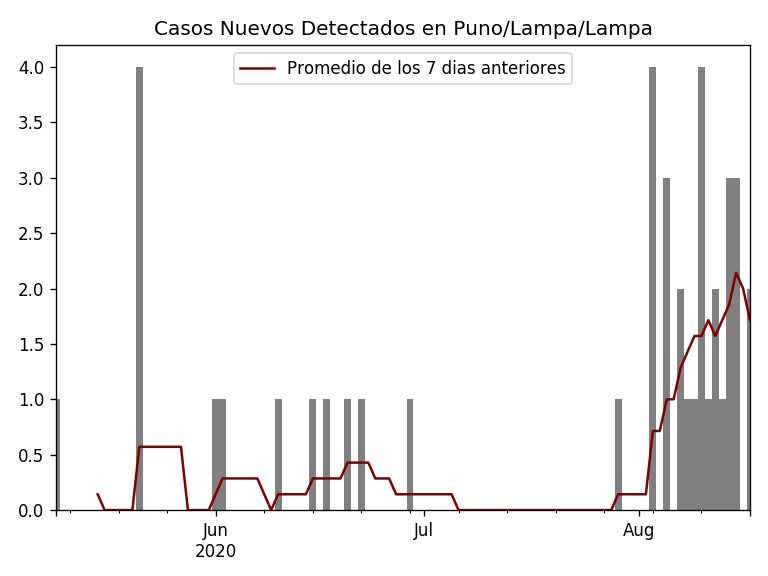 Casos Nuevos Detectados en Puno/Lampa/Lampa
Promedio de los 7 dias anteriores
4.0
3.5
3.0
2.5
2.0
1.5
1.0
0.5
0.0
Jun
2020
Jul
Aug